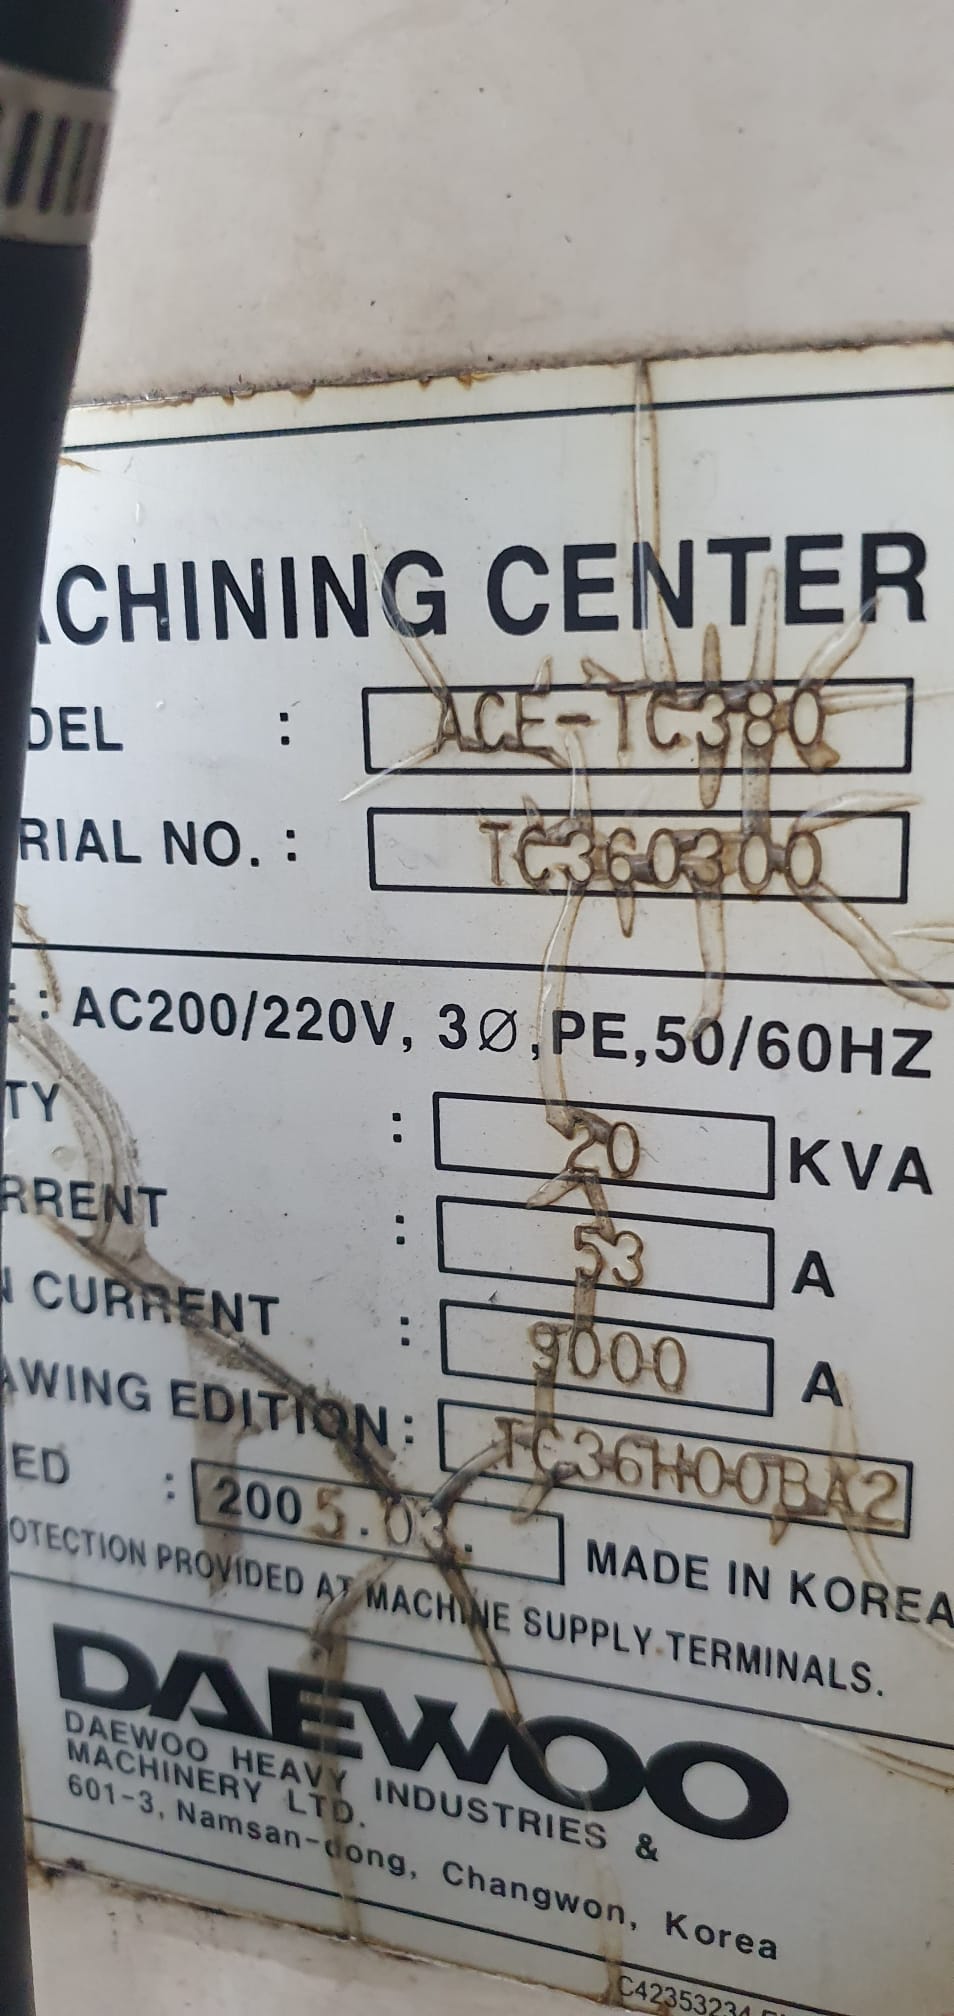 ACHINING CENTER
DEL : ACE-TC380
RIAL NO. : TC360300
: AC200/220V, 3Ø, PE, 50/60HZ
TY : 20 KVA
RRENT : 53 A
N CURRENT : 9000 A
AWING EDITION : TC36H00BA2
ED : 2005.03. MADE IN KOREA
OTECTION PROVIDED AT MACHINE SUPPLY TERMINALS.
DAEWOO
DAEWOO HEAVY INDUSTRIES &
MACHINERY LTD.
601-3, Namsan-dong, Changwon, Korea
C42353234